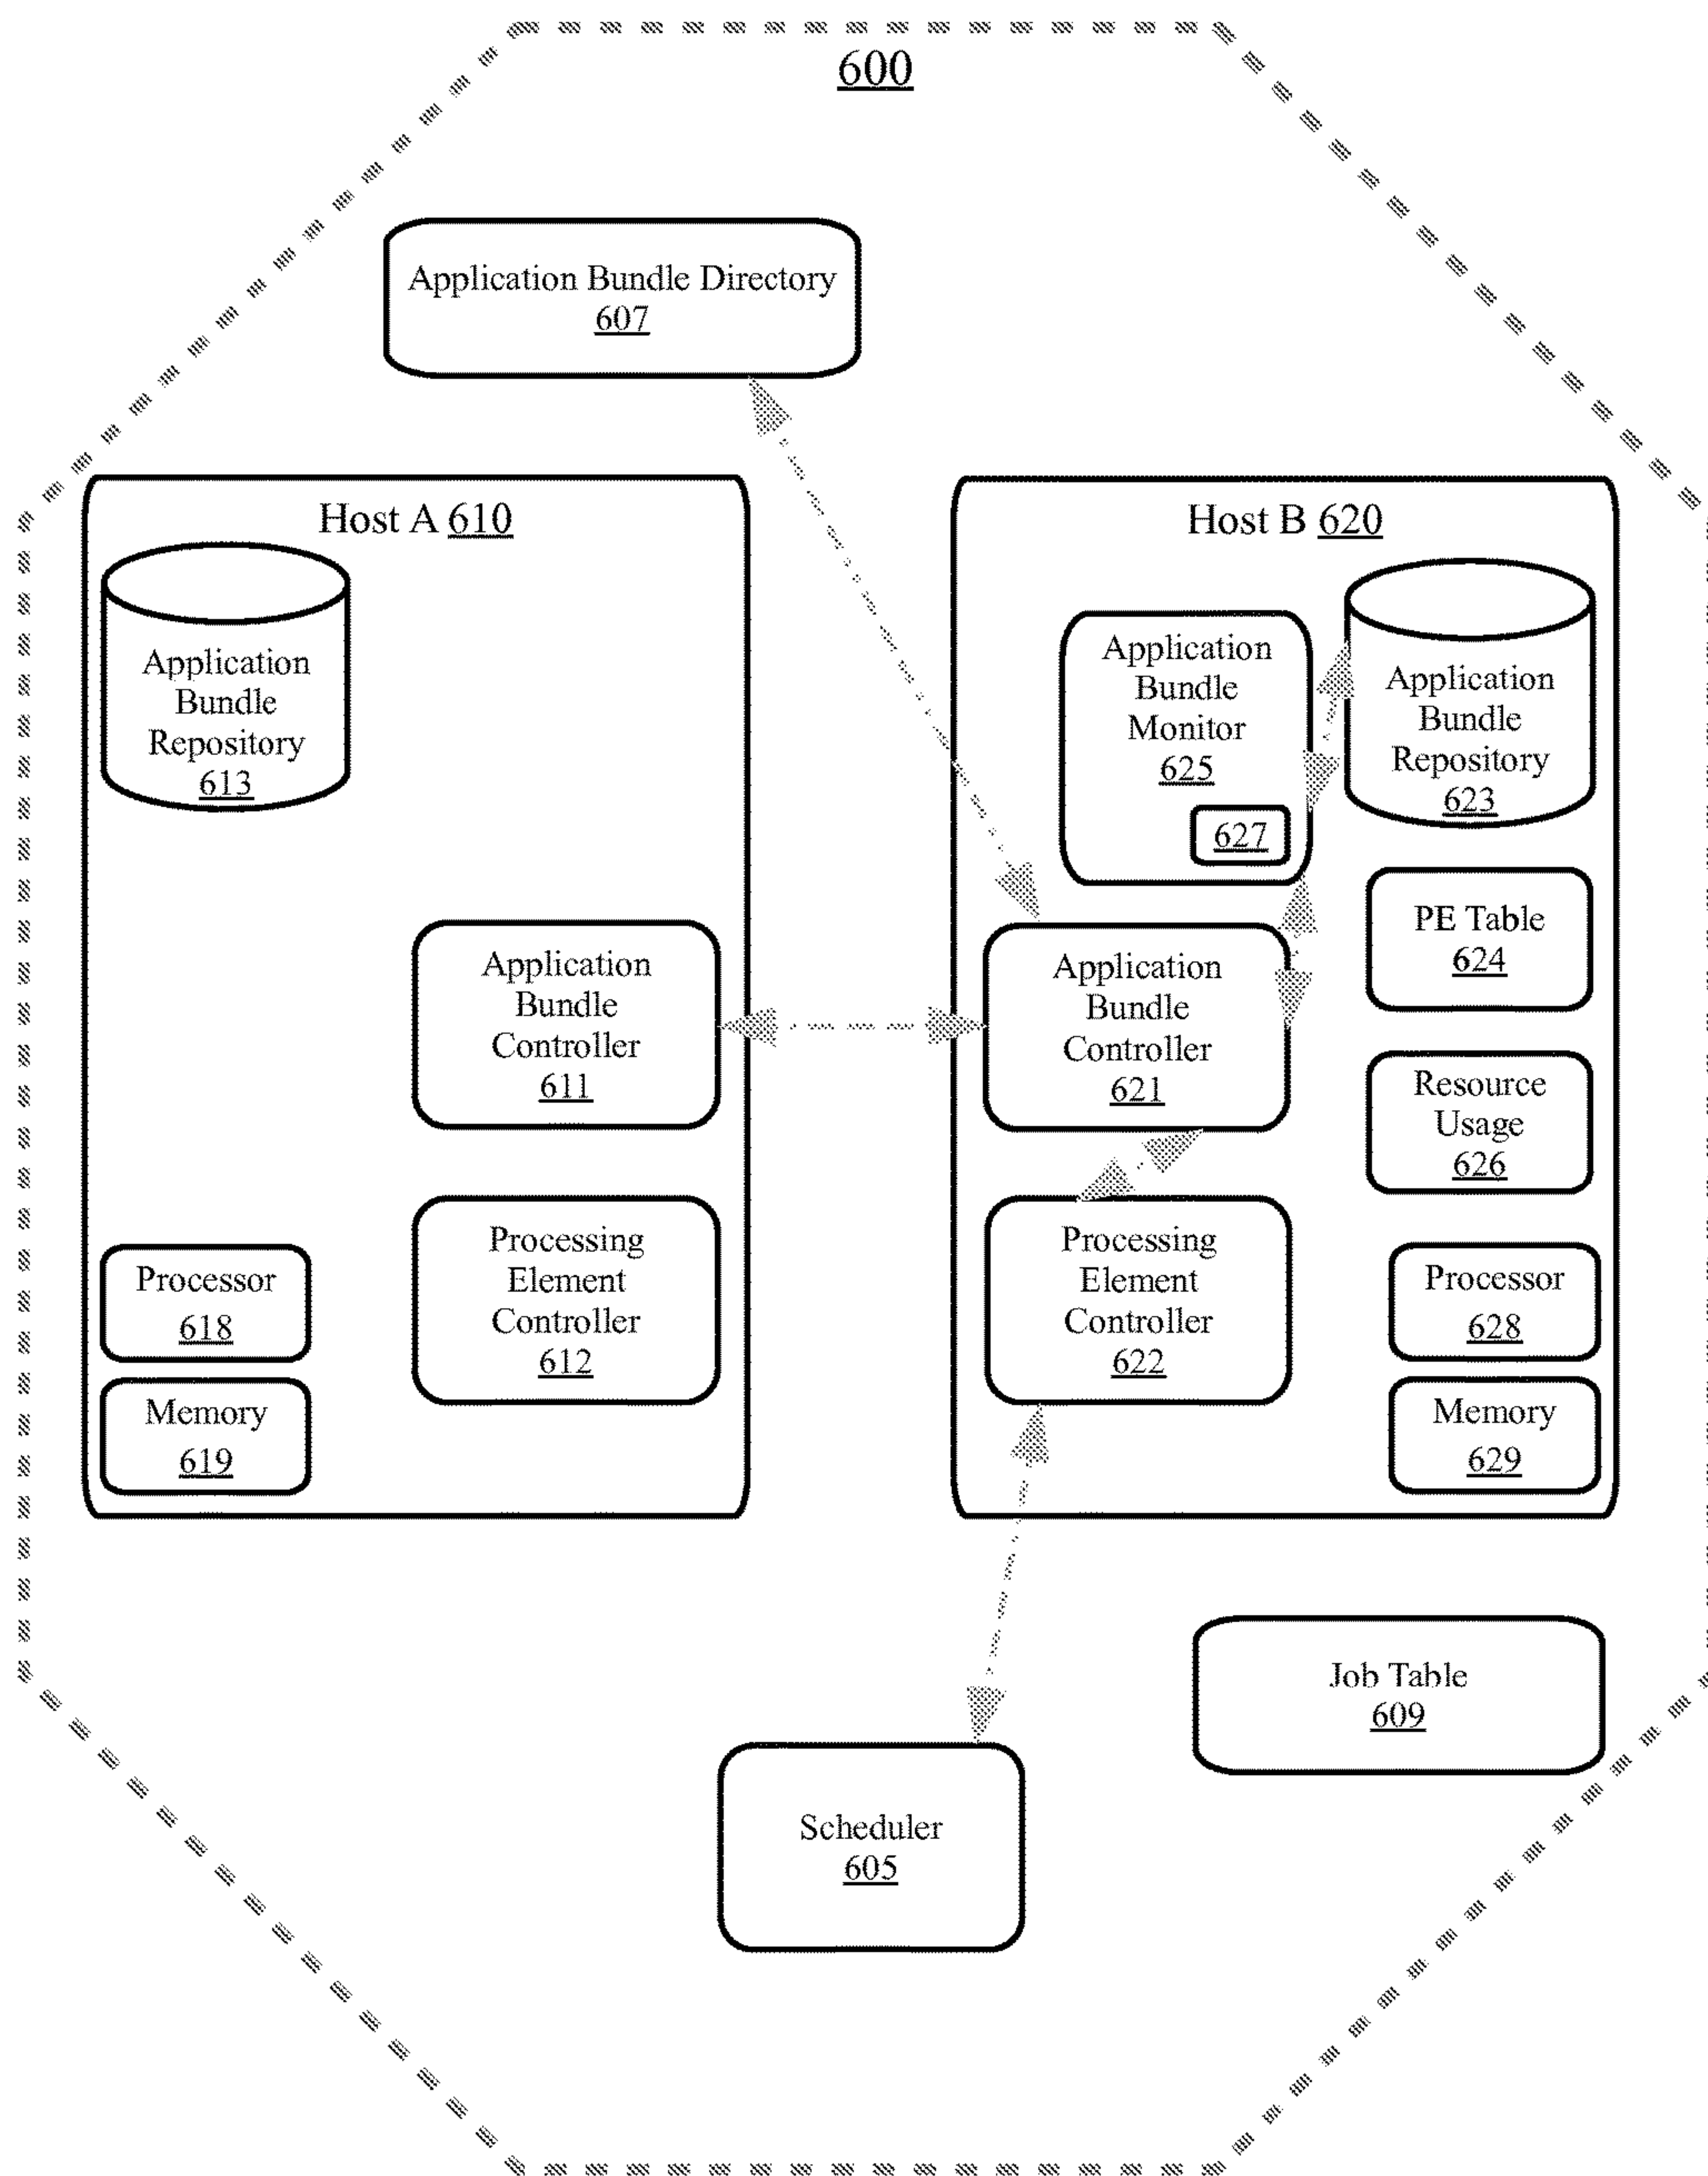 600
Application Bundle Directory
607
Host A 610
Application
Bundle
Repository
613
Application
Bundle
Controller
611
Processing
Element
Controller
612
Processor
618
Memory
619
Host B 620
Application
Bundle
Monitor
625
627
Application
Bundle
Repository
623
PE Table
624
Application
Bundle
Controller
621
Resource
Usage
626
Processing
Element
Controller
622
Processor
628
Memory
629
Job Table
609
Scheduler
605